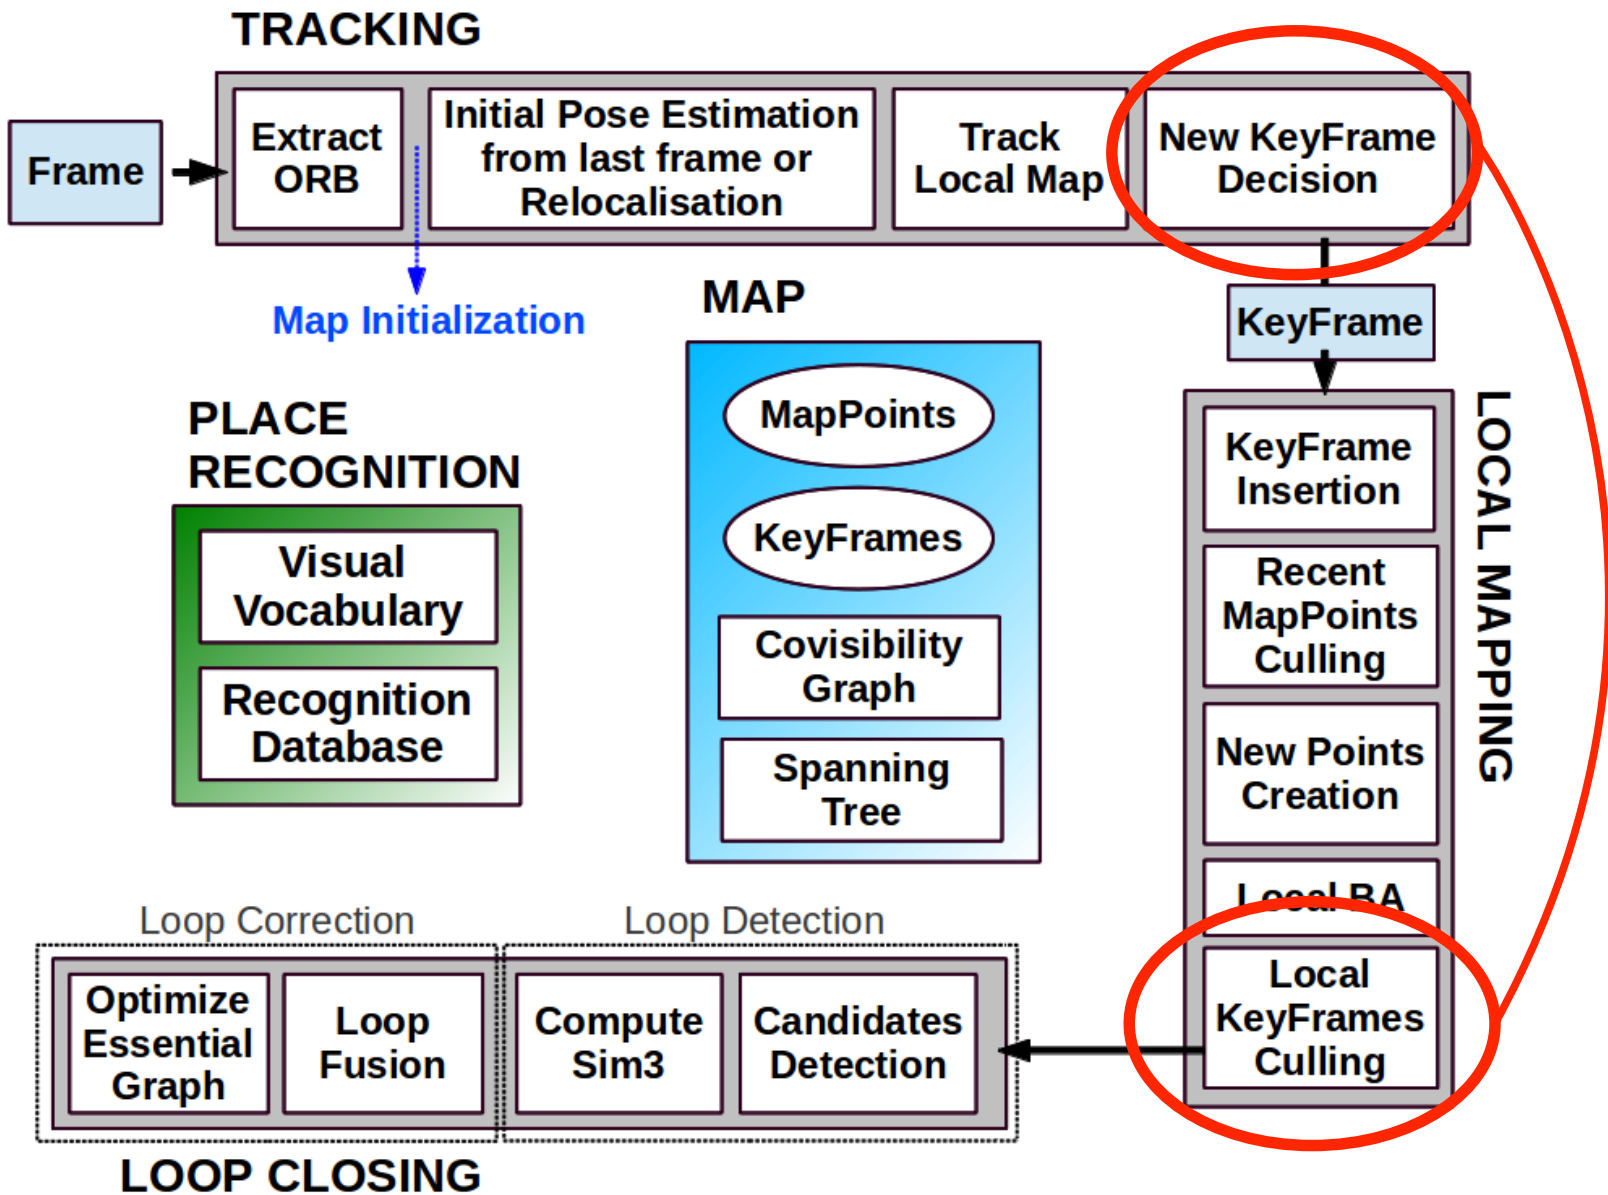 TRACKING
Frame
Extract
ORB
Initial Pose Estimation
from last frame or
Relocalisation
Track
Local Map
New KeyFrame
Decision
Map Initialization
MAP
KeyFrame
PLACE
RECOGNITION
Visual
Vocabulary
Recognition
Database
MapPoints
KeyFrames
Covisibility
Graph
Spanning
Tree
LOCAL MAPPING
KeyFrame
Insertion
Recent
MapPoints
Culling
New Points
Creation
Local BA
Local
KeyFrames
Culling
Loop Correction
Loop Detection
Optimize
Essential
Graph
Loop
Fusion
Compute
Sim3
Candidates
Detection
LOOP CLOSING